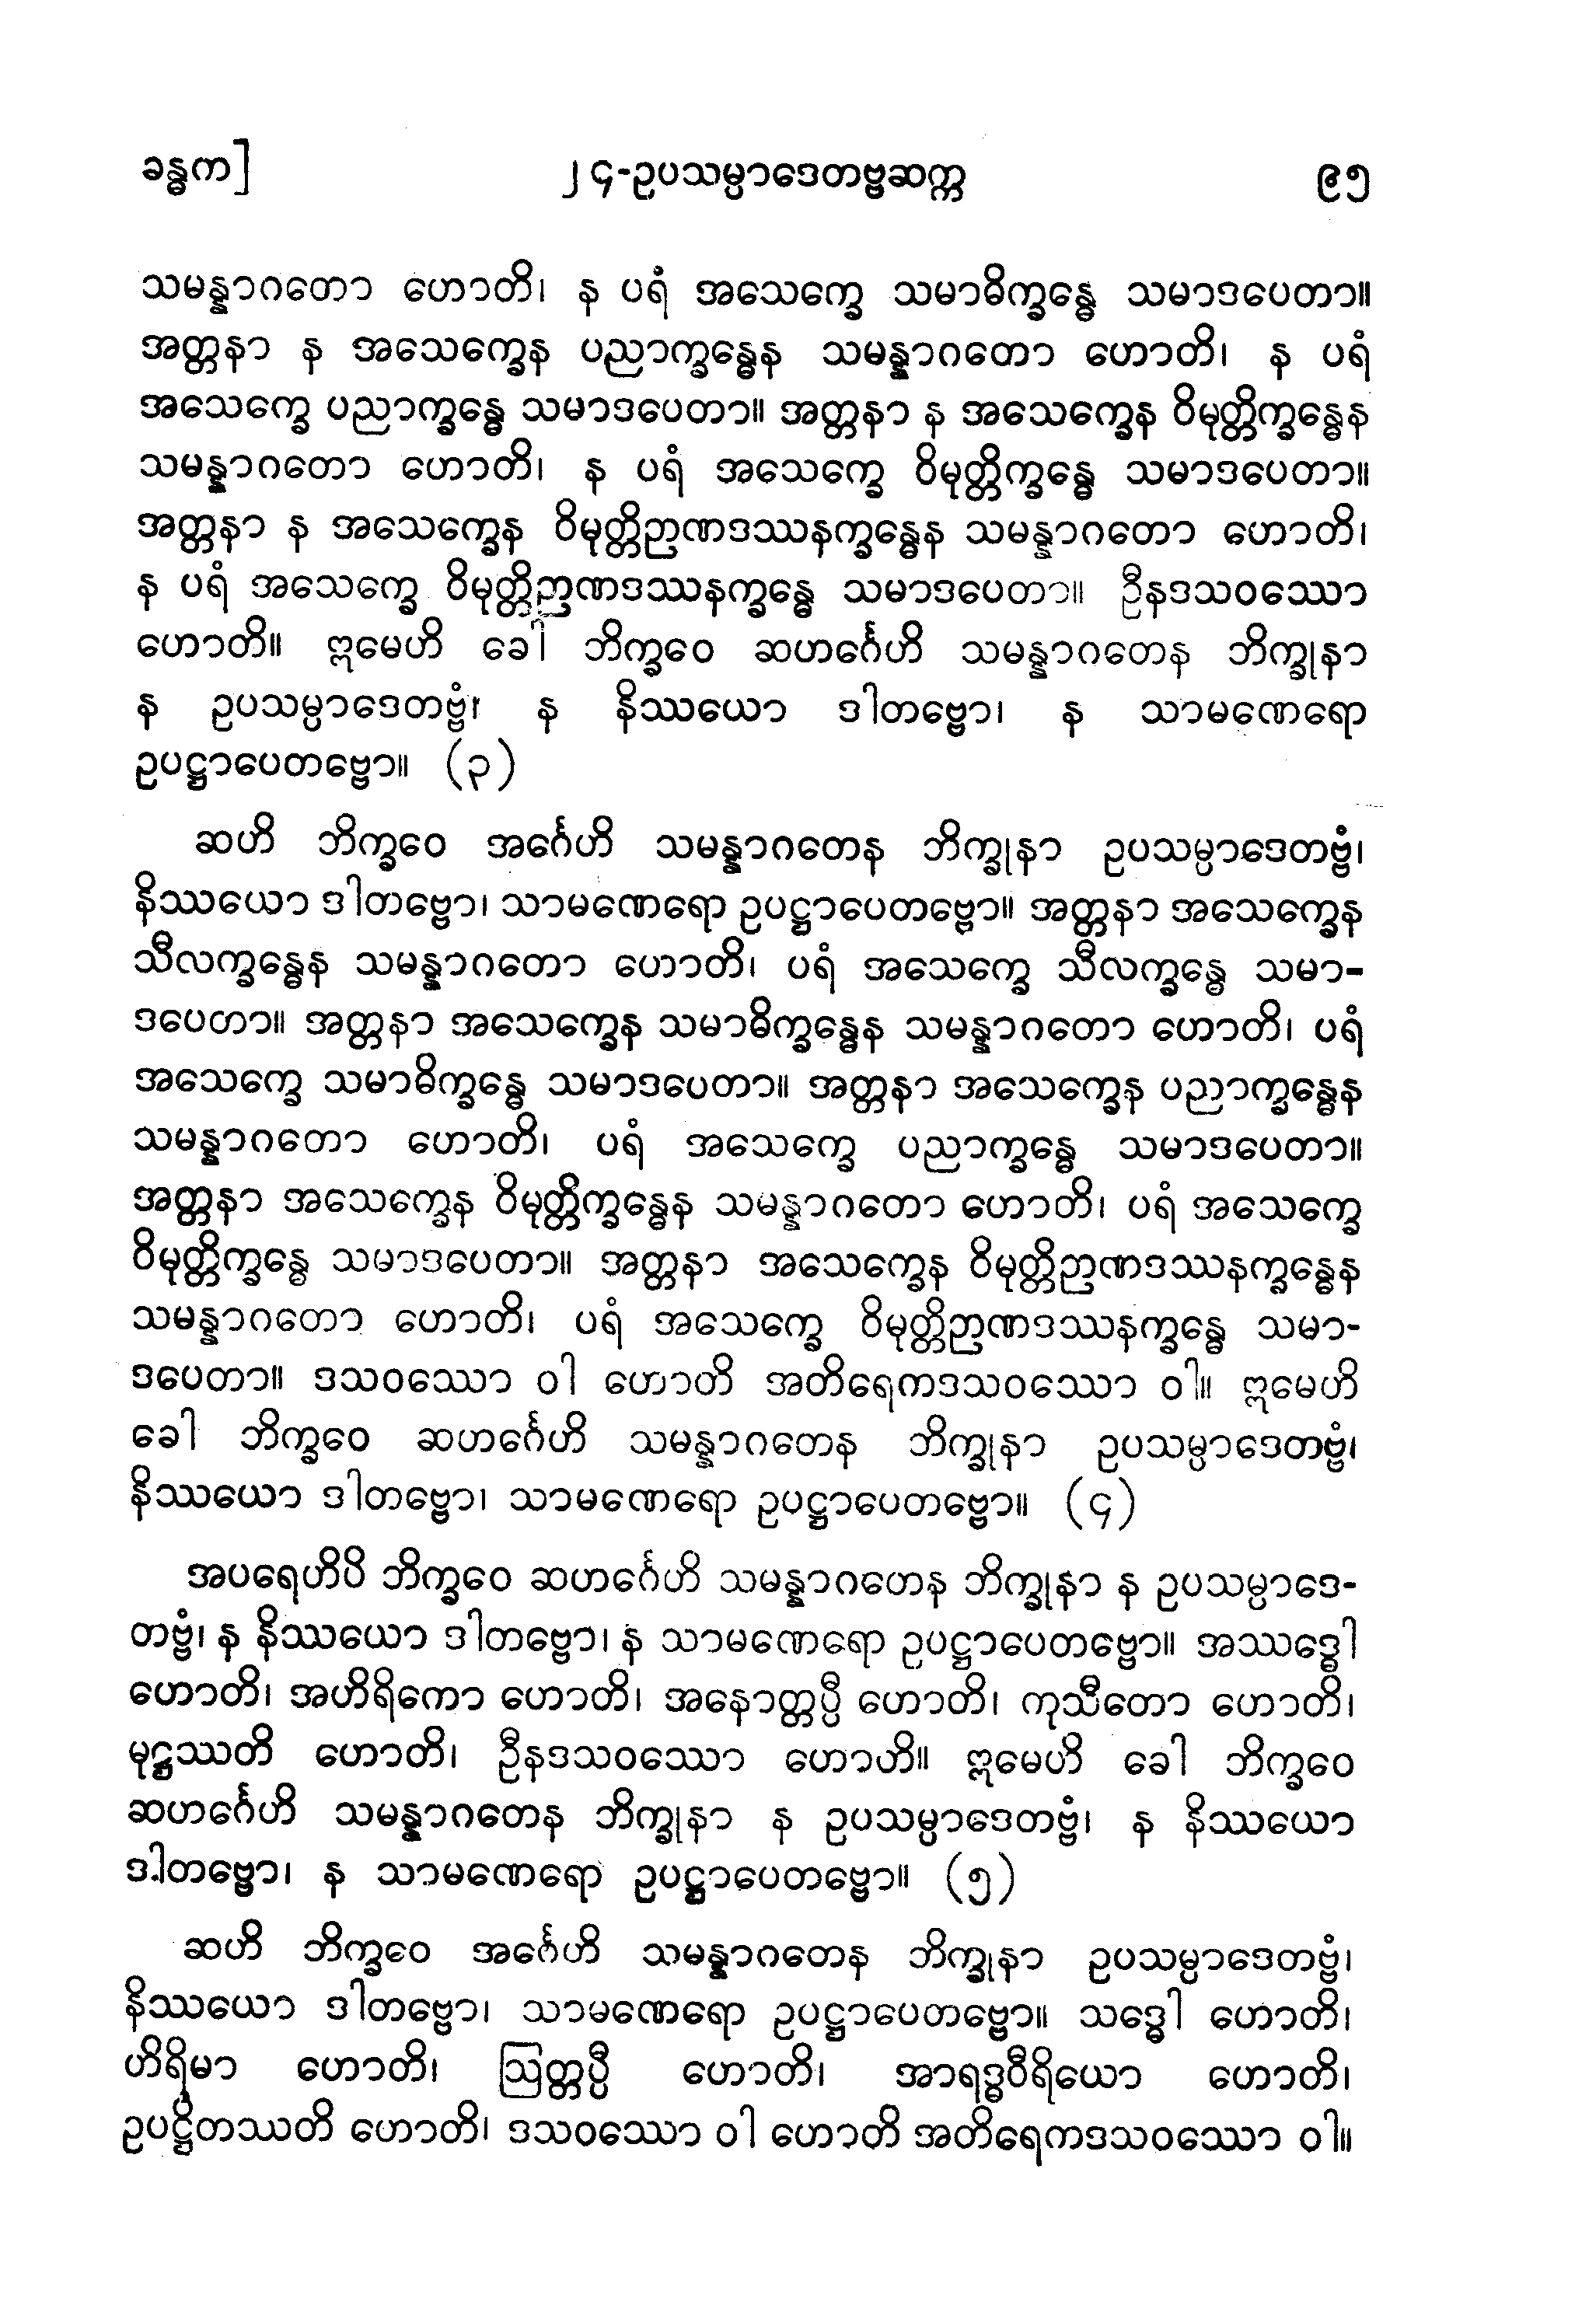 ခန္ဓက]
၂၄-ဥပသမ္ပာဒေတဗ္ဗဆက္က
၉၅
သမန္နာဂတော ဟောတိ၊ န ပရံ အသေက္ခေ သမာဓိက္ခန္ဓေ သမာဒပေတာ။
အတ္တနာ န အသေက္ခေန ပညာက္ခန္ဓေန သမန္နာဂတော ဟောတိ၊ န ပရံ
အသေက္ခေ ပညာက္ခန္ဓေ သမာဒပေတာ။ အတ္တနာ န အသေက္ခေန ဝိမုတ္တိက္ခန္ဓေန
သမန္နာဂတော ဟောတိ၊ န ပရံ အသေက္ခေ ဝိမုတ္တိက္ခန္ဓေ သမာဒပေတာ။
အတ္တနာ န အသေက္ခေန ဝိမုတ္တိဉာဏဒဿနက္ခန္ဓေန သမန္နာဂတော ဟောတိ၊
န ပရံ အသေက္ခေ ဝိမုတ္တိဉာဏဒဿနက္ခန္ဓေ သမာဒပေတာ။ ဦနဒသဝဿော
ဟောတိ။ ဣမေဟိ ခေါ ဘိက္ခဝေ ဆဟင်္ဂေဟိ သမန္နာဂတေန ဘိက္ခုနာ
န ဥပသမ္ပာဒေတဗ္ဗံ၊ န နိဿယော ဒါတဗ္ဗော၊ န သာမဏေရော
ဥပဋ္ဌာပေတဗ္ဗော။ (၃)
ဆဟိ ဘိက္ခဝေ အင်္ဂေဟိ သမန္နာဂတေန ဘိက္ခုနာ ဥပသမ္ပာဒေတဗ္ဗံ၊
နိဿယော ဒါတဗ္ဗော၊ သာမဏေရော ဥပဋ္ဌာပေတဗ္ဗော။ အတ္တနာ အသေက္ခေန
သီလက္ခန္ဓေန သမန္နာဂတော ဟောတိ၊ ပရံ အသေက္ခေ သီလက္ခန္ဓေ သမာ-
ဒပေတာ။ အတ္တနာ အသေက္ခေန သမာဓိက္ခန္ဓေန သမန္နာဂတော ဟောတိ၊ ပရံ
အသေက္ခေ သမာဓိက္ခန္ဓေ သမာဒပေတာ။ အတ္တနာ အသေက္ခေန ပညာက္ခန္ဓေန
သမန္နာဂတော ဟောတိ၊ ပရံ အသေက္ခေ ပညာက္ခန္ဓေ သမာဒပေတာ။
အတ္တနာ အသေက္ခေန ဝိမုတ္တိက္ခန္ဓေန သမန္နာဂတော ဟောတိ၊ ပရံ အသေက္ခေ
ဝိမုတ္တိက္ခန္ဓေ သမာဒပေတာ။ အတ္တနာ အသေက္ခေန ဝိမုတ္တိဉာဏဒဿနက္ခန္ဓေန
သမန္နာဂတော ဟောတိ၊ ပရံ အသေက္ခေ ဝိမုတ္တိဉာဏဒဿနက္ခန္ဓေ သမာ-
ဒပေတာ။ ဒသဝဿော ဝါ ဟောတိ အတိရေကဒသဝဿော ဝါ။ ဣမေဟိ
ခေါ ဘိက္ခဝေ ဆဟင်္ဂေဟိ သမန္နာဂတေန ဘိက္ခုနာ ဥပသမ္ပာဒေတဗ္ဗံ၊
နိဿယော ဒါတဗ္ဗော၊ သာမဏေရော ဥပဋ္ဌာပေတဗ္ဗော။ (၄)
အပရေဟိပိ ဘိက္ခဝေ ဆဟင်္ဂေဟိ သမန္နာဂတေန ဘိက္ခုနာ န ဥပသမ္ပာဒေ-
တဗ္ဗံ၊ န နိဿယော ဒါတဗ္ဗော၊ န သာမဏေရော ဥပဋ္ဌာပေတဗ္ဗော။ အဿဒ္ဓေါ
ဟောတိ၊ အဟိရိကော ဟောတိ၊ အနောတ္တပ္ပီ ဟောတိ၊ ကုသီတော ဟောတိ၊
မုဋ္ဌဿတိ ဟောတိ၊ ဦနဒသဝဿော ဟောတိ။ ဣမေဟိ ခေါ ဘိက္ခဝေ
ဆဟင်္ဂေဟိ သမန္နာဂတေန ဘိက္ခုနာ န ဥပသမ္ပာဒေတဗ္ဗံ၊ န နိဿယော
ဒါတဗ္ဗော၊ န သာမဏေရော ဥပဋ္ဌာပေတဗ္ဗော။ (၅)
ဆဟိ ဘိက္ခဝေ အင်္ဂေဟိ သမန္နာဂတေန ဘိက္ခုနာ ဥပသမ္ပာဒေတဗ္ဗံ၊
နိဿယော ဒါတဗ္ဗော၊ သာမဏေရော ဥပဋ္ဌာပေတဗ္ဗော။ သဒ္ဓေါ ဟောတိ၊
ဟိရိမာ ဟောတိ၊ ဩတ္တပ္ပီ ဟောတိ၊ အာရဒ္ဓဝီရိယော ဟောတိ၊
ဥပဋ္ဌိတဿတိ ဟောတိ၊ ဒသဝဿော ဝါ ဟောတိ အတိရေကဒသဝဿော ဝါ။